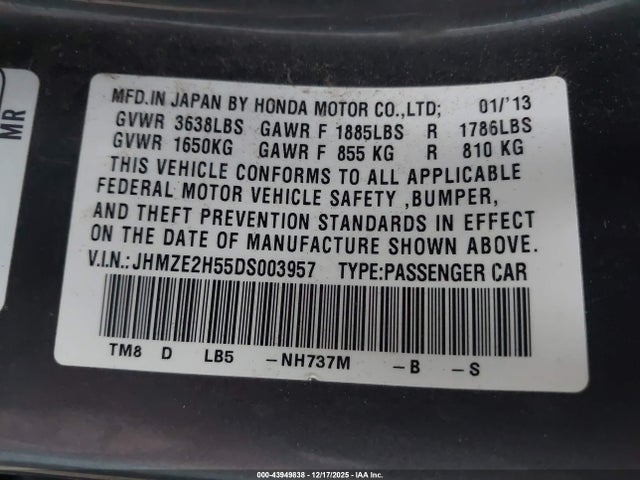 MR
MFD.IN JAPAN BY HONDA MOTOR CO.,LTD; 01/'13
GVWR 3638LBS GAWR F 1885LBS R 1786LBS
GVWR 1650KG GAWR F 855 KG R 810 KG
THIS VEHICLE CONFORMS TO ALL APPLICABLE
FEDERAL MOTOR VEHICLE SAFETY ,BUMPER,
AND THEFT PREVENTION STANDARDS IN EFFECT
ON THE DATE OF MANUFACTURE SHOWN ABOVE.
V.I.N.:JHMZE2H55DS003957 TYPE:PASSENGER CAR
TM8 D LB5 -NH737M -B -S
000-43949838 - 12/17/2025 - IAA Inc.